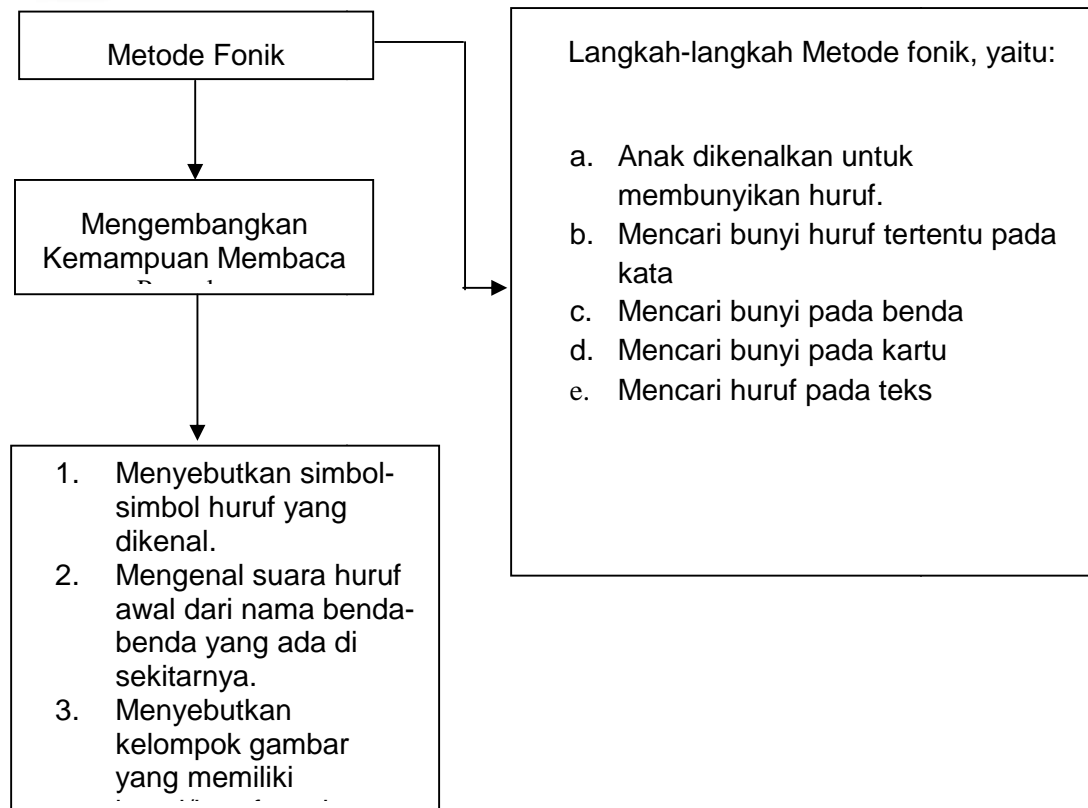 Metode Fonik
Mengembangkan
Kemampuan Membaca
Langkah-langkah Metode fonik, yaitu:
a. Anak dikenalkan untuk
membunyikan huruf.
b. Mencari bunyi huruf tertentu pada
kata
c. Mencari bunyi pada benda
d. Mencari bunyi pada kartu
e. Mencari huruf pada teks
1. Menyebutkan simbol-
simbol huruf yang
dikenal.
2. Mengenal suara huruf
awal dari nama benda-
benda yang ada di
sekitarnya.
3. Menyebutkan
kelompok gambar
yang memiliki